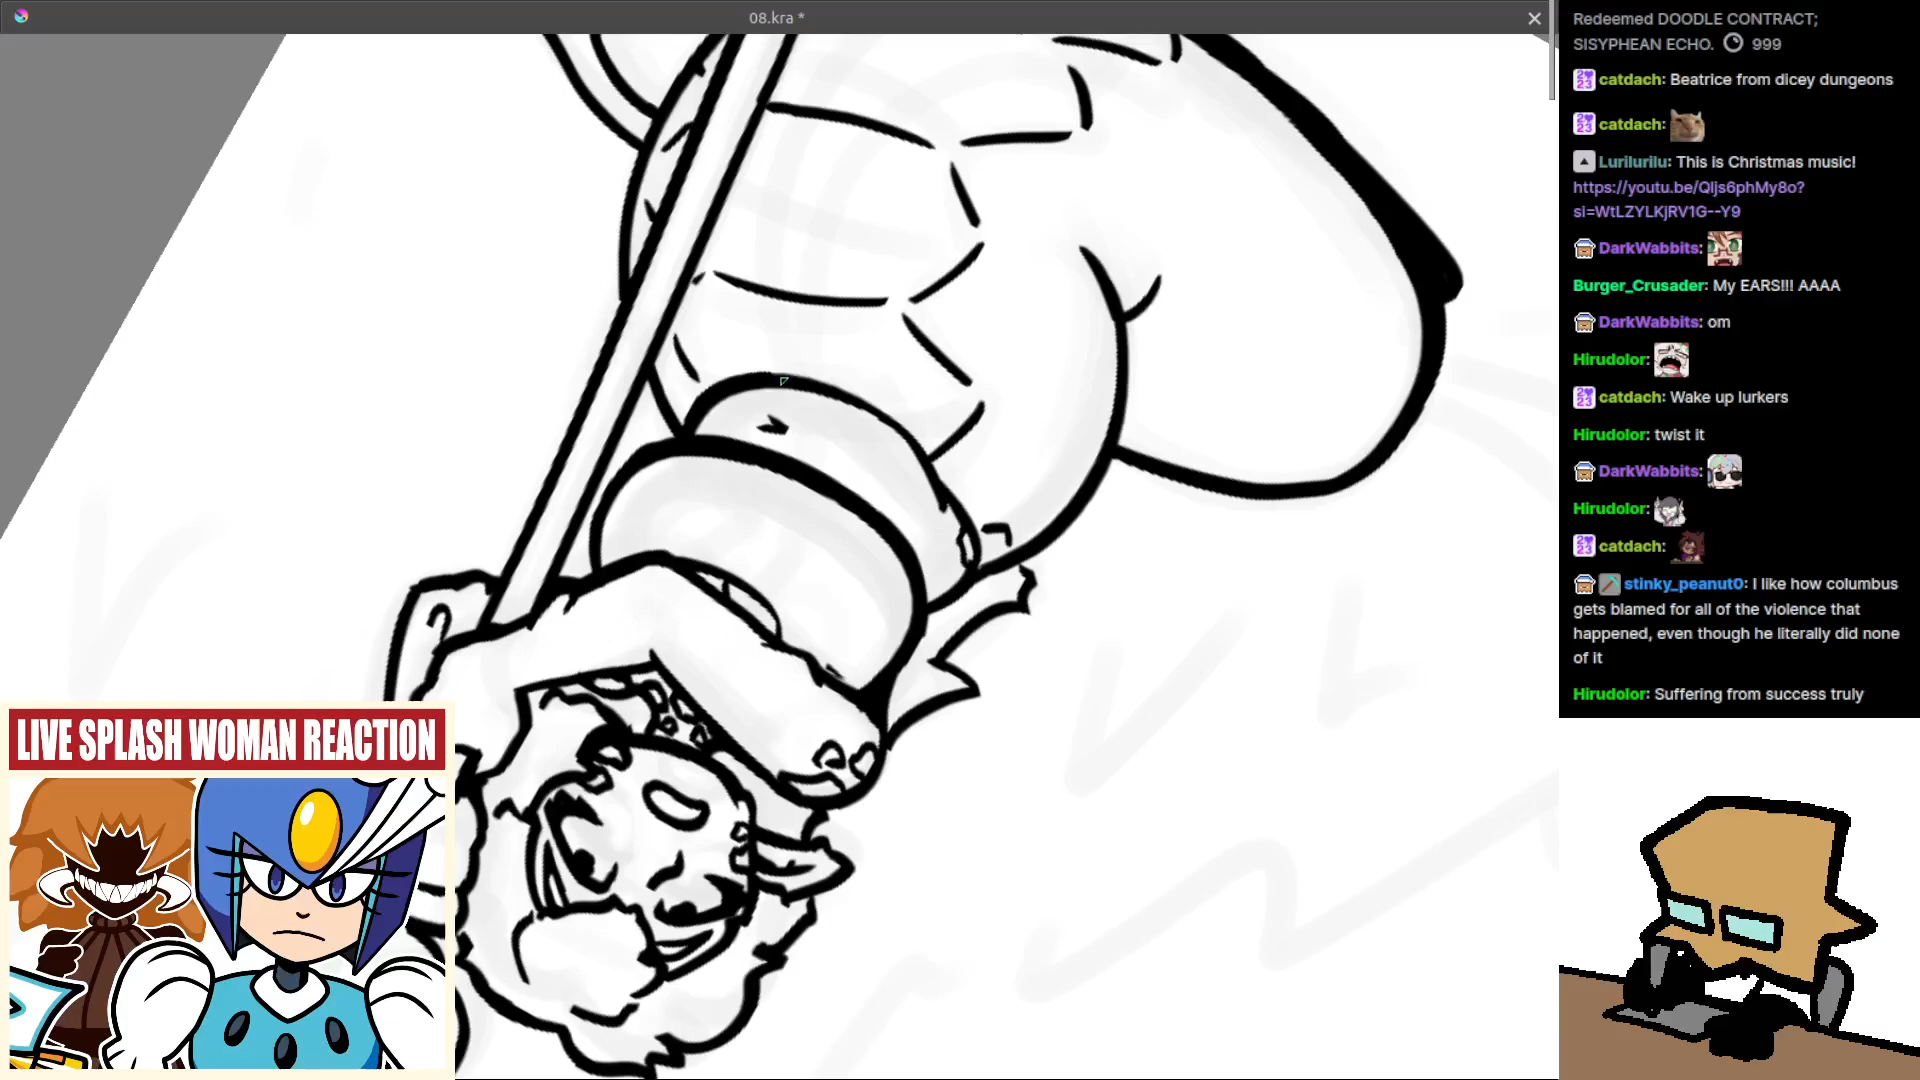 08.kra *
Redeemed DOODLE CONTRACT;
SISYPHEAN ECHO. 999
catdach: Beatrice from dicey dungeons
catdach:
Lurilurilu: This is Christmas music!
https://youtu.be/Qljs6phMy8o?
si=WtLZYLKjRV1G--Y9
DarkWabbits:
Burger_Crusader: My EARS!!! AAAA
DarkWabbits: om
Hirudolor:
catdach: Wake up lurkers
Hirudolor: twist it
DarkWabbits:
Hirudolor:
catdach:
stinky_peanut0: I like how columbus
gets blamed for all of the violence that
happened, even though he literally did none
of it
Hirudolor: Suffering from success truly
LIVE SPLASH WOMAN REACTION